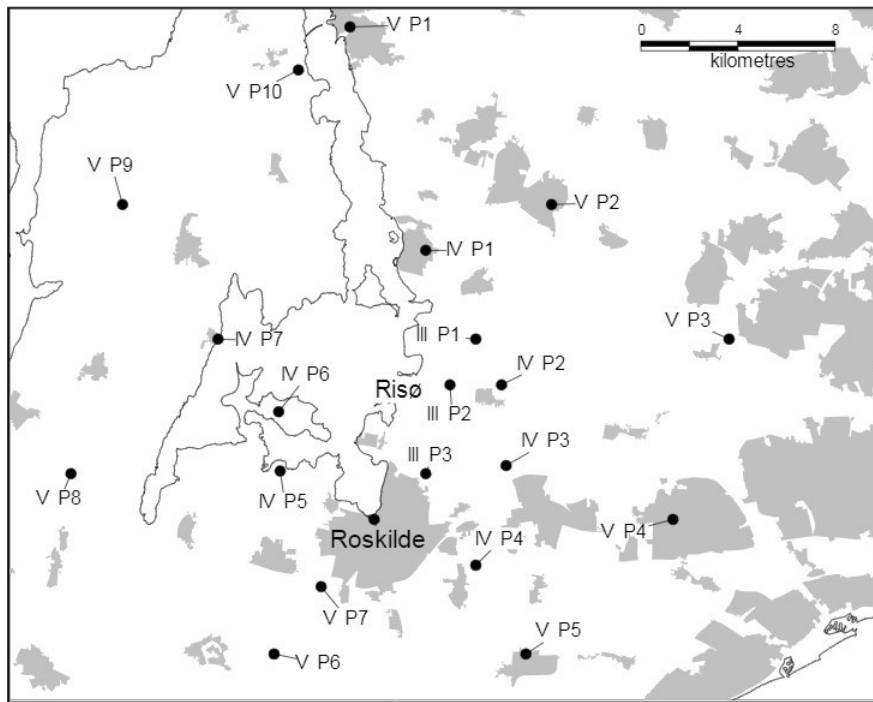 V P1
0 4 8
kilometres
V P10
V P9
V P2
IV P1
III P1
V P3
IV P7
IV P2
Risø
IV P6
III P2
IV P3
III P3
V P8
IV P5
V P4
Roskilde
IV P4
V P7
V P5
V P6